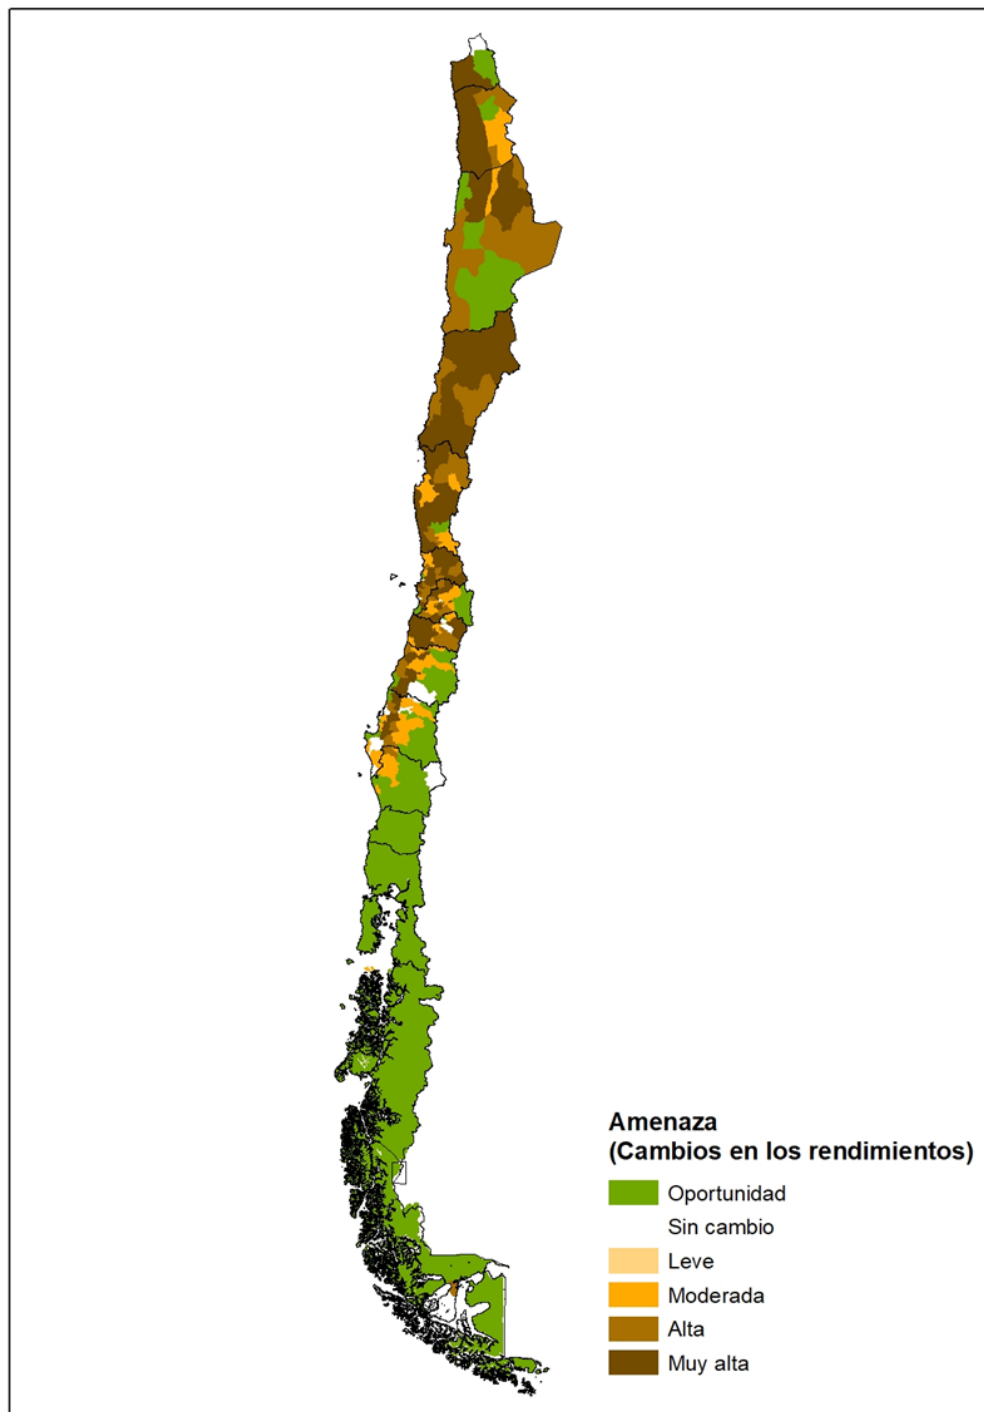 Amenaza
(Cambios en los rendimientos)
Oportunidad
Sin cambio
Leve
Moderada
Alta
Muy alta